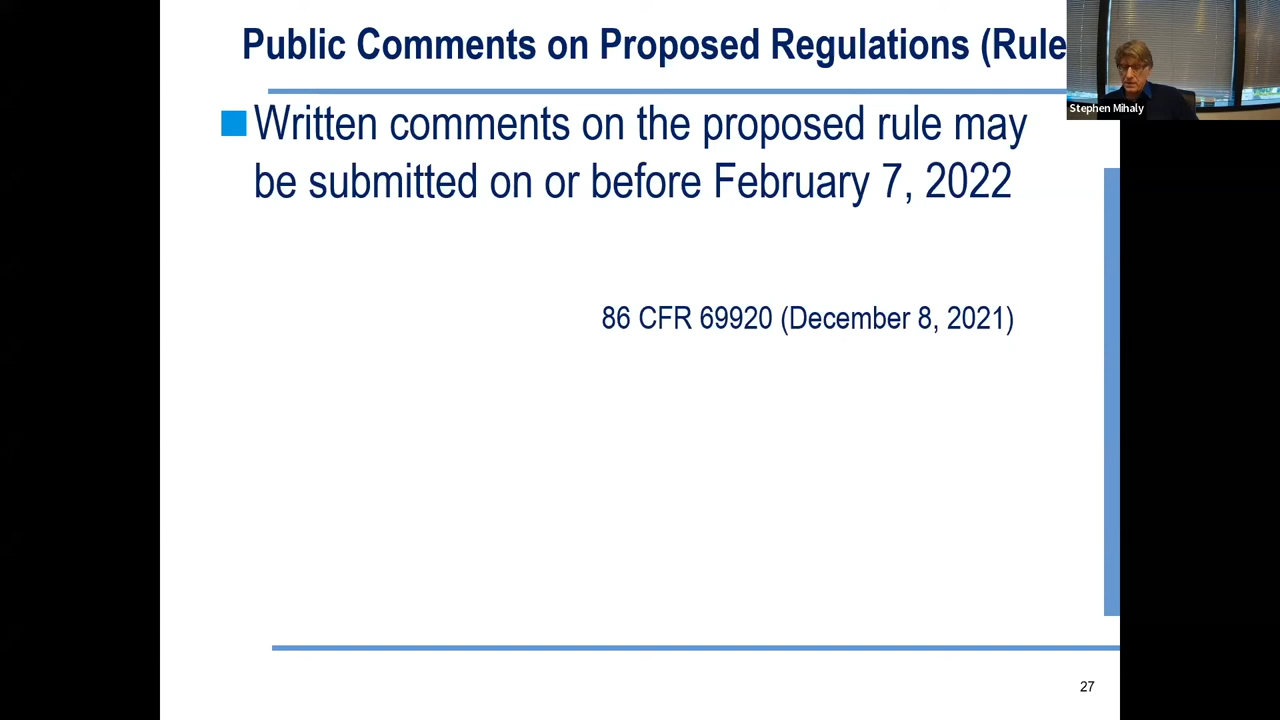 Public Comments on Proposed Regulations (Rule
Stephen Mihaly
Written comments on the proposed rule may
be submitted on or before February 7, 2022
86 CFR 69920 (December 8, 2021)
27